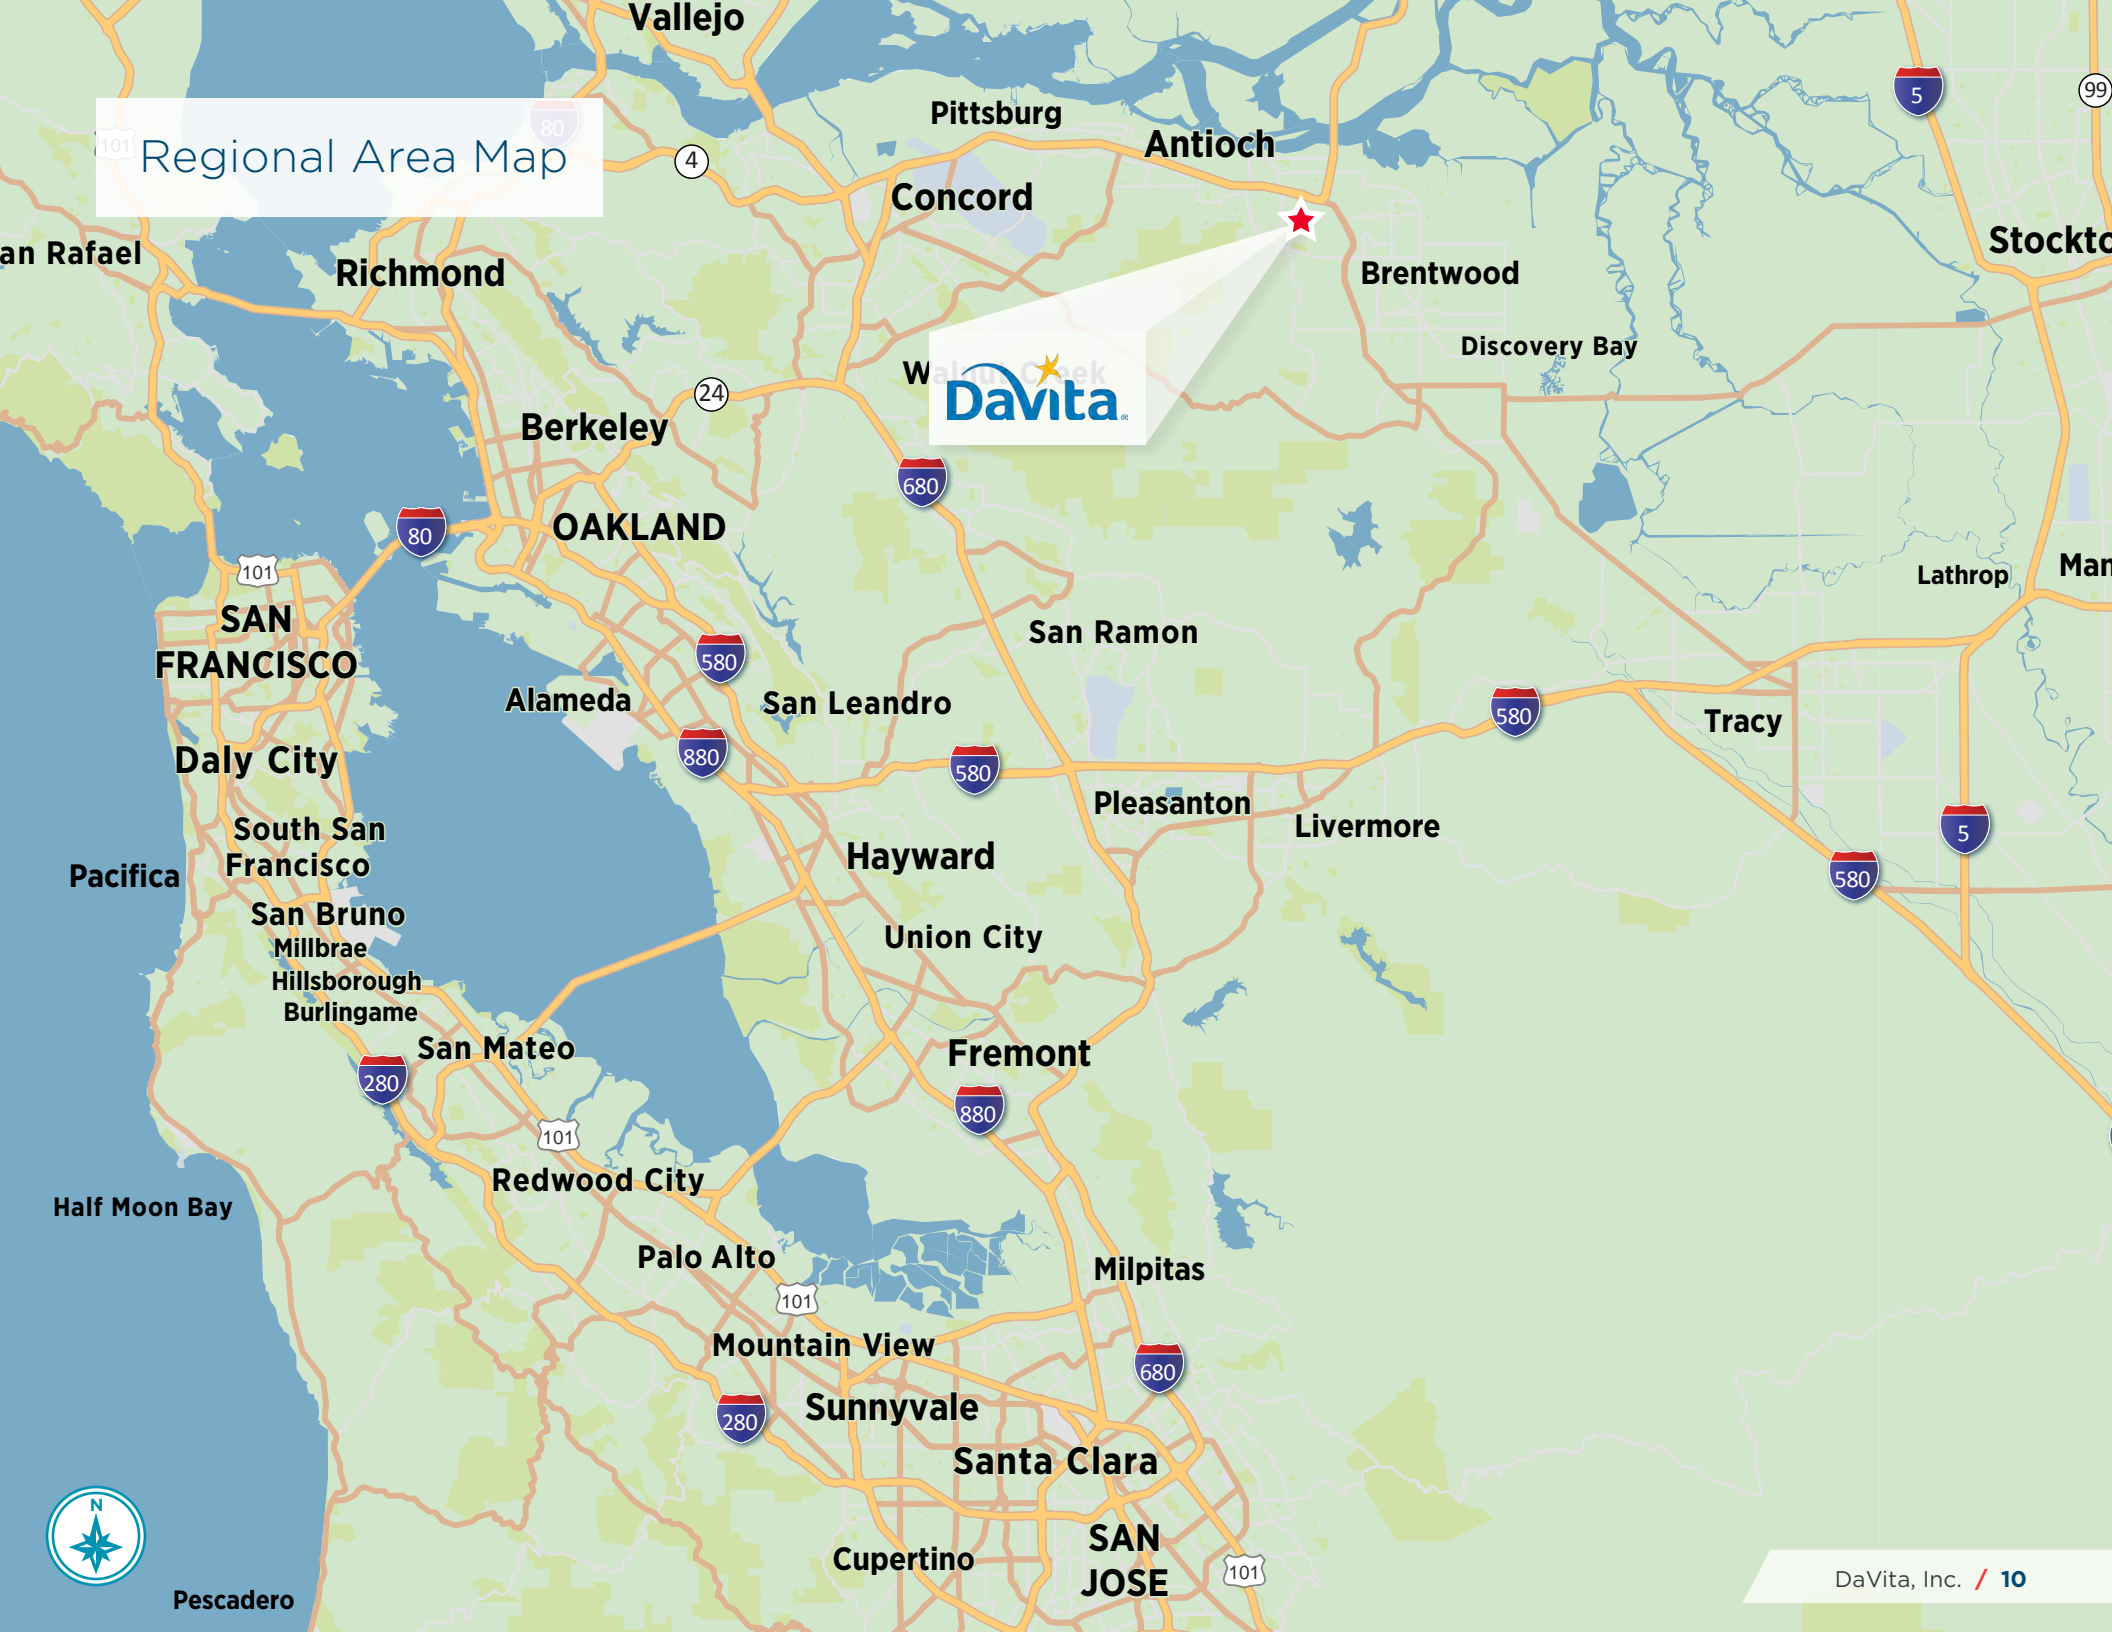 Vallejo
Pittsburg
5
99
80
4
Antioch
101
Regional Area Map
Concord
Stockto
an Rafael
Richmond
Brentwood
Discovery Bay
Walnut Creek
24
DaVita®
Berkeley
680
OAKLAND
80
101
Lathrop
Man
SAN
FRANCISCO
San Ramon
580
Alameda
San Leandro
580
Tracy
Daly City
880
580
Pleasanton
South San
Francisco
Livermore
5
Hayward
Pacifica
580
San Bruno
Union City
Millbrae
Hillsborough
Burlingame
San Mateo
Fremont
280
880
101
Redwood City
Half Moon Bay
Palo Alto
Milpitas
101
Mountain View
680
Sunnyvale
280
Santa Clara
N
SAN
JOSE
Cupertino
101
Pescadero
DaVita, Inc. / 10